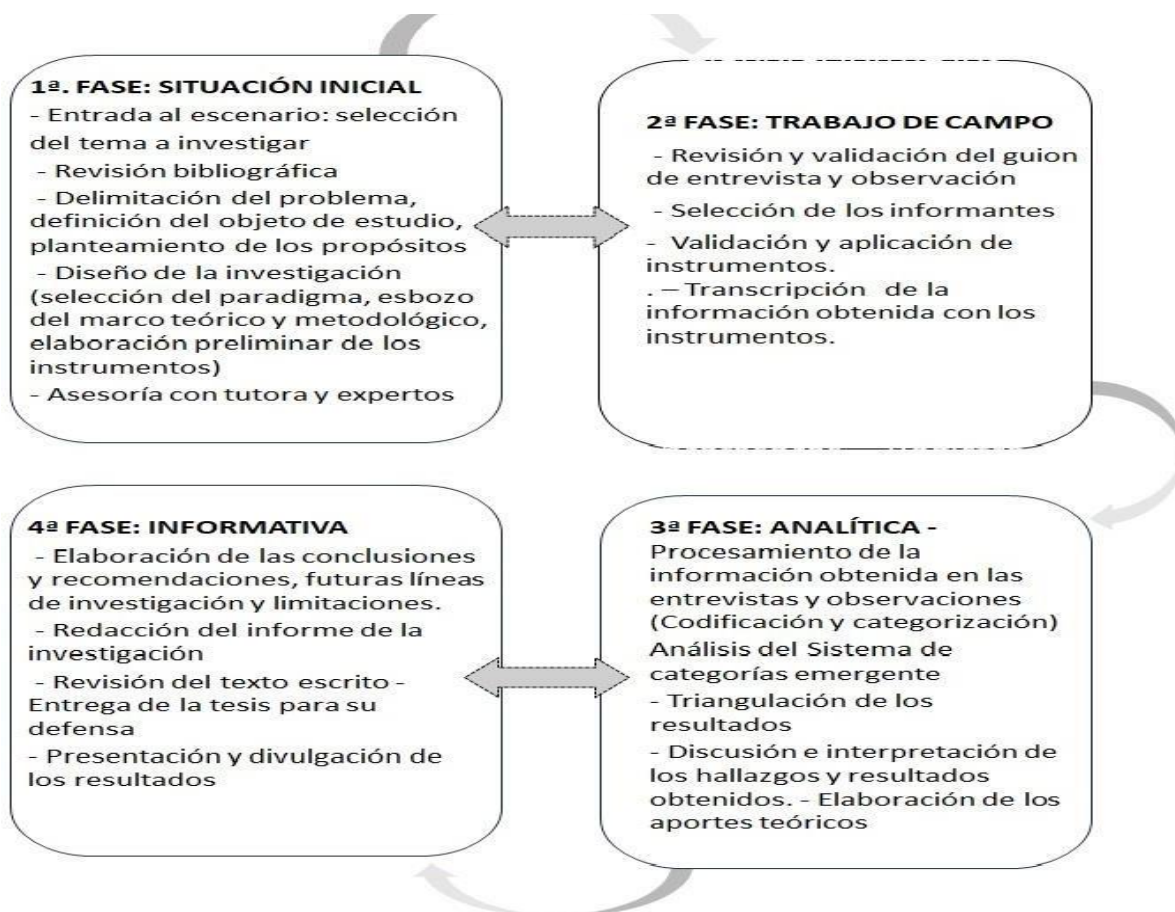 1ª. FASE: SITUACIÓN INICIAL
- Entrada al escenario: selección
del tema a investigar
- Revisión bibliográfica
- Delimitación del problema,
definición del objeto de estudio,
planteamiento de los propósitos
- Diseño de la investigación
(selección del paradigma, esbozo
del marco teórico y metodológico,
elaboración preliminar de los
instrumentos)
- Asesoría con tutora y expertos
2ª FASE: TRABAJO DE CAMPO
- Revisión y validación del guion
de entrevista y observación
- Selección de los informantes
- Validación y aplicación de
instrumentos.
. – Transcripción de la
información obtenida con los
instrumentos.
4ª FASE: INFORMATIVA
- Elaboración de las conclusiones
y recomendaciones, futuras líneas
de investigación y limitaciones.
- Redacción del informe de la
investigación
- Revisión del texto escrito -
Entrega de la tesis para su
defensa
- Presentación y divulgación de
los resultados
3ª FASE: ANALÍTICA -
Procesamiento de la
información obtenida en las
entrevistas y observaciones
(Codificación y categorización)
Análisis del Sistema de
categorías emergente
- Triangulación de los
resultados
- Discusión e interpretación de
los hallazgos y resultados
obtenidos. - Elaboración de los
aportes teóricos